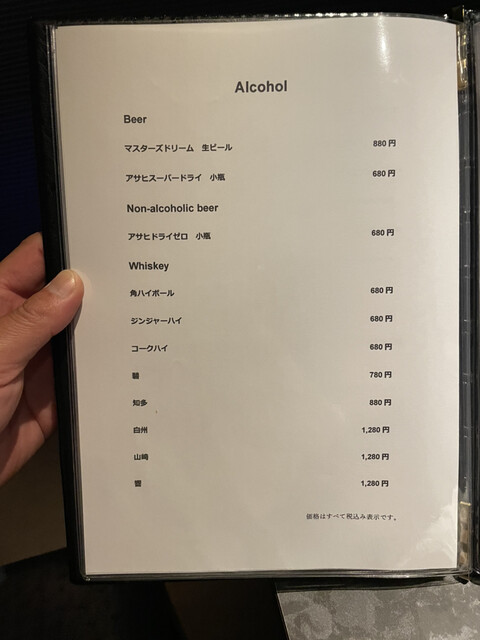 Alcohol
Beer
マスターズドリーム 生ビール 880 円
アサヒスーパードライ 小瓶 680 円
Non-alcoholic beer
アサヒドライゼロ 小瓶 680 円
Whiskey
角ハイボール 680 円
ジンジャーハイ 680 円
コークハイ 680 円
780 円
知多 880 円
白州 1,280 円
山崎 1,280 円
響 1,280 円
価格はすべて税込み表示です。